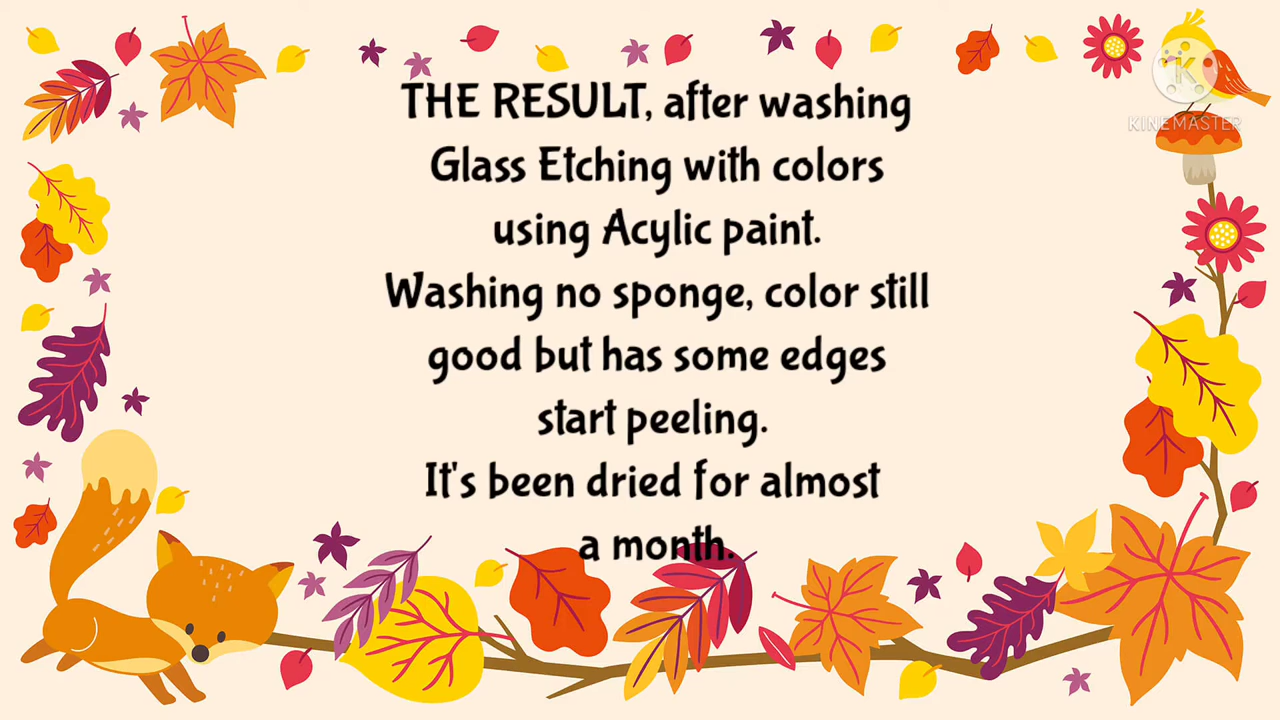 THE RESULT, after washing
Glass Etching with colors
using Acylic paint.
Washing no sponge, color still
good but has some edges
start peeling.
It's been dried for almost
a month.
K
KINEMASTER